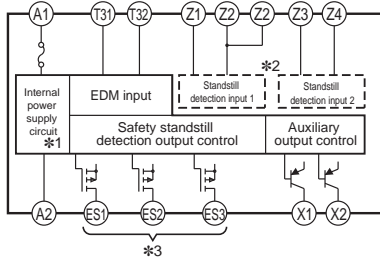 A1 T31 T32 Z1 Z2 Z2 Z3 Z4
*2
Internal
power
supply
circuit
*1
EDM input
Standstill
detection input 1
Standstill
detection input 2
Safety standstill
detection output control
Auxiliary
output control
A2 ES1 ES2 ES3 X1 X2
*3